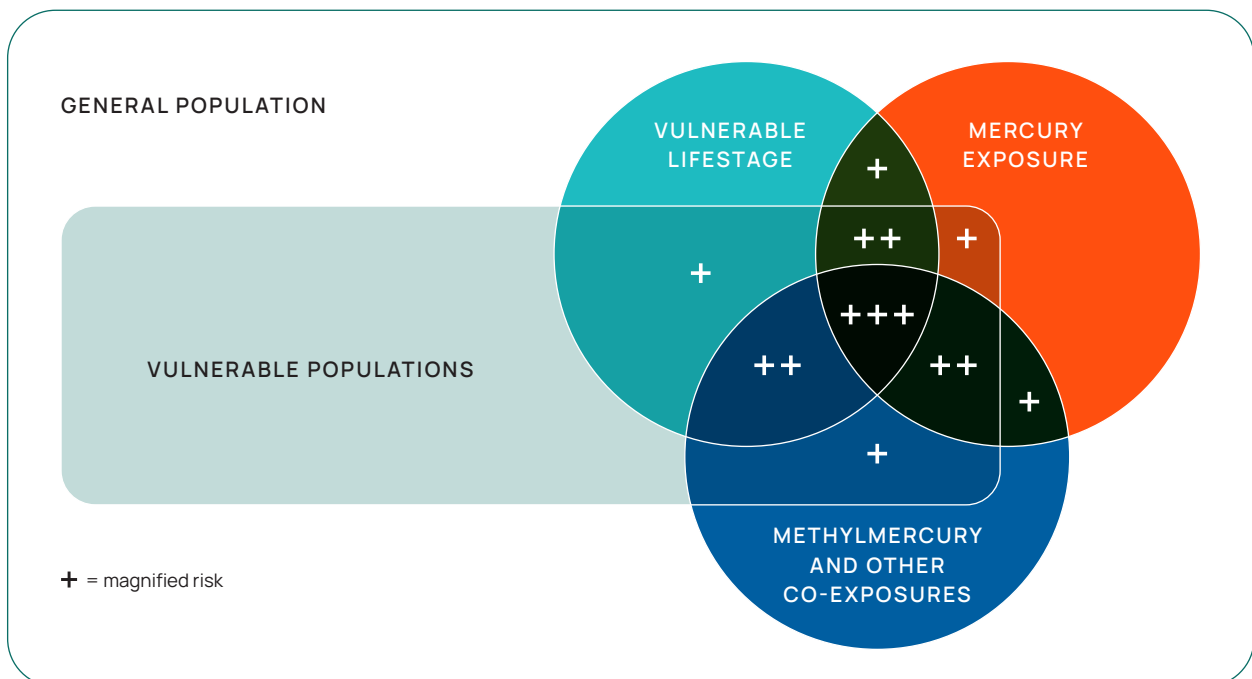 GENERAL POPULATION
VULNERABLE
LIFESTAGE
MERCURY
EXPOSURE
+
++
+
+
+++
++
++
+
VULNERABLE POPULATIONS
+
METHYLMERCURY
AND OTHER
CO-EXPOSURES
+ = magnified risk